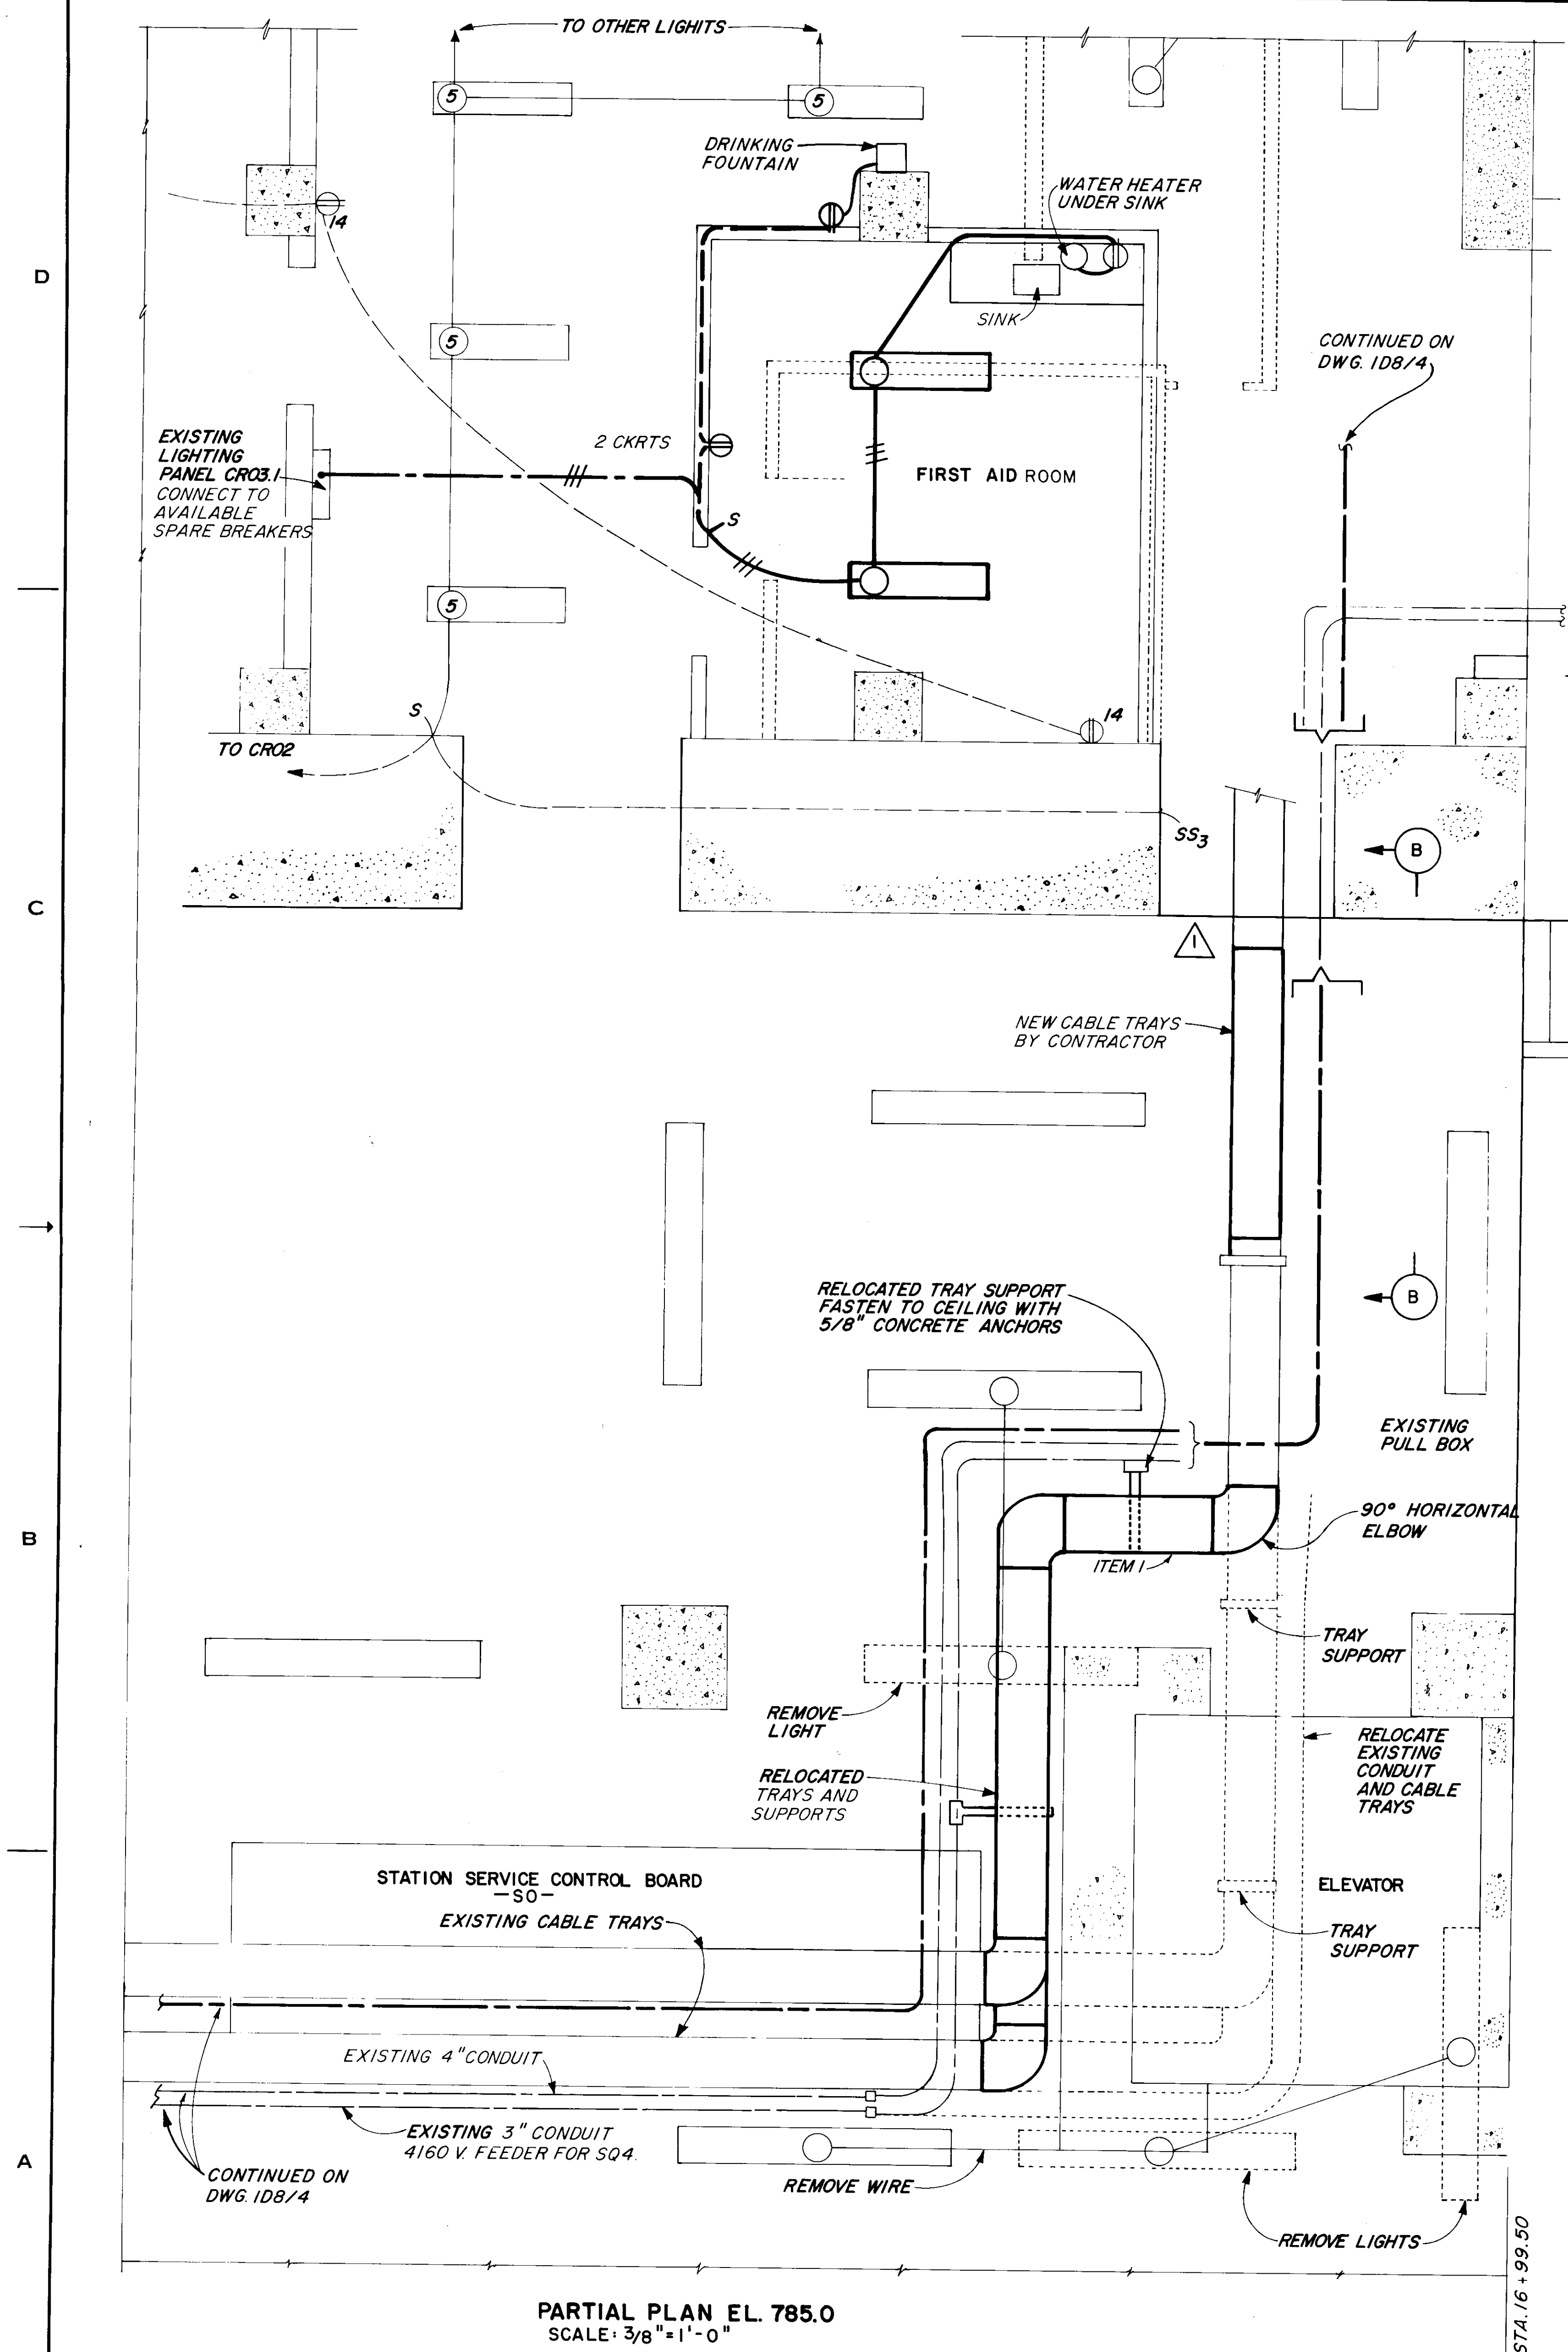 TO OTHER LIGHITS
5
5
DRINKING
FOUNTAIN
WATER HEATER
UNDER SINK
14
D
SINK
5
CONTINUED ON
DWG. 1D8/4
EXISTING
LIGHTING
PANEL CR03.1
CONNECT TO
AVAILABLE
SPARE BREAKERS
2 CKRTS
FIRST AID ROOM
S
5
S
14
TO CR02
SS3
B
C
1
NEW CABLE TRAYS
BY CONTRACTOR
RELOCATED TRAY SUPPORT
FASTEN TO CEILING WITH
5/8" CONCRETE ANCHORS
B
EXISTING
PULL BOX
90° HORIZONTAL
ELBOW
B
ITEM 1
TRAY
SUPPORT
REMOVE
LIGHT
RELOCATE
EXISTING
CONDUIT
AND CABLE
TRAYS
RELOCATED
TRAYS AND
SUPPORTS
STATION SERVICE CONTROL BOARD
—SO—
EXISTING CABLE TRAYS
ELEVATOR
TRAY
SUPPORT
EXISTING 4" CONDUIT
EXISTING 3" CONDUIT
4160 V. FEEDER FOR SQ4.
A
CONTINUED ON
DWG. 1D8/4
REMOVE WIRE
REMOVE LIGHTS
STA. 16 + 99.50
PARTIAL PLAN EL. 785.0
SCALE: 3/8"=1'-0"